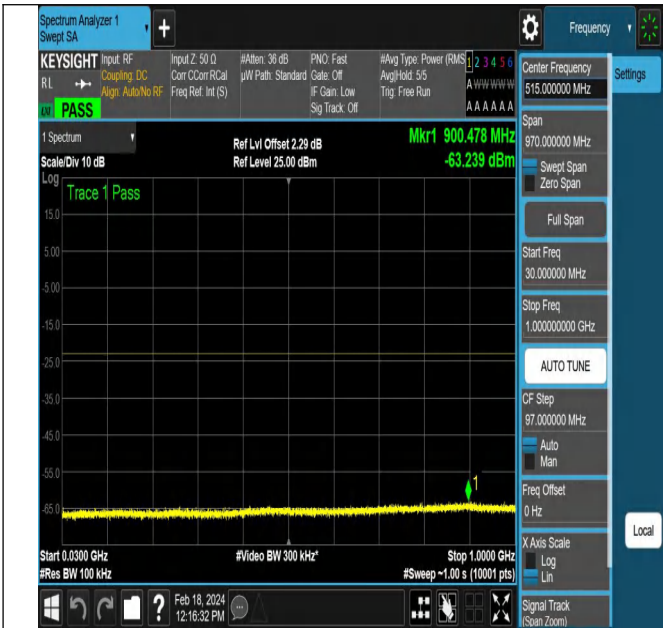 Spectrum Analyzer 1
Swept SA
+
Frequency
KEYSIGHT
RL
PASS
Input: RF
Coupling: DC
Align: Auto/No RF
Input Z: 50 Ω
Corr CCorr RCal
Freq Ref: Int (S)
#Atten: 36 dB
µW Path: Standard
PNO: Fast
Gate: Off
IF Gain: Low
Sig Track: Off
#Avg Type: Power (RMS
Avg|Hold: 5/5
Trig: Free Run
1 2 3 4 5 6
A W W W W W
A A A A A A
Center Frequency
515.000000 MHz
Settings
1 Spectrum
Scale/Div 10 dB
Log
Ref Lvl Offset 2.29 dB
Ref Level 25.00 dBm
Mkr1 900.478 MHz
-63.239 dBm
Trace 1 Pass
15.0
5.00
-5.00
-15.0
-25.0
-35.0
-45.0
-55.0
-65.0
1
Start 0.0300 GHz
#Res BW 100 kHz
#Video BW 300 kHz*
Stop 1.0000 GHz
#Sweep ~1.00 s (10001 pts)
Span
970.000000 MHz
Swept Span
Zero Span
Full Span
Start Freq
30.000000 MHz
Stop Freq
1.000000000 GHz
AUTO TUNE
CF Step
97.000000 MHz
Auto
Man
Freq Offset
0 Hz
X Axis Scale
Log
Lin
Signal Track
(Span Zoom)
Local
?
Feb 18, 2024
12:16:32 PM